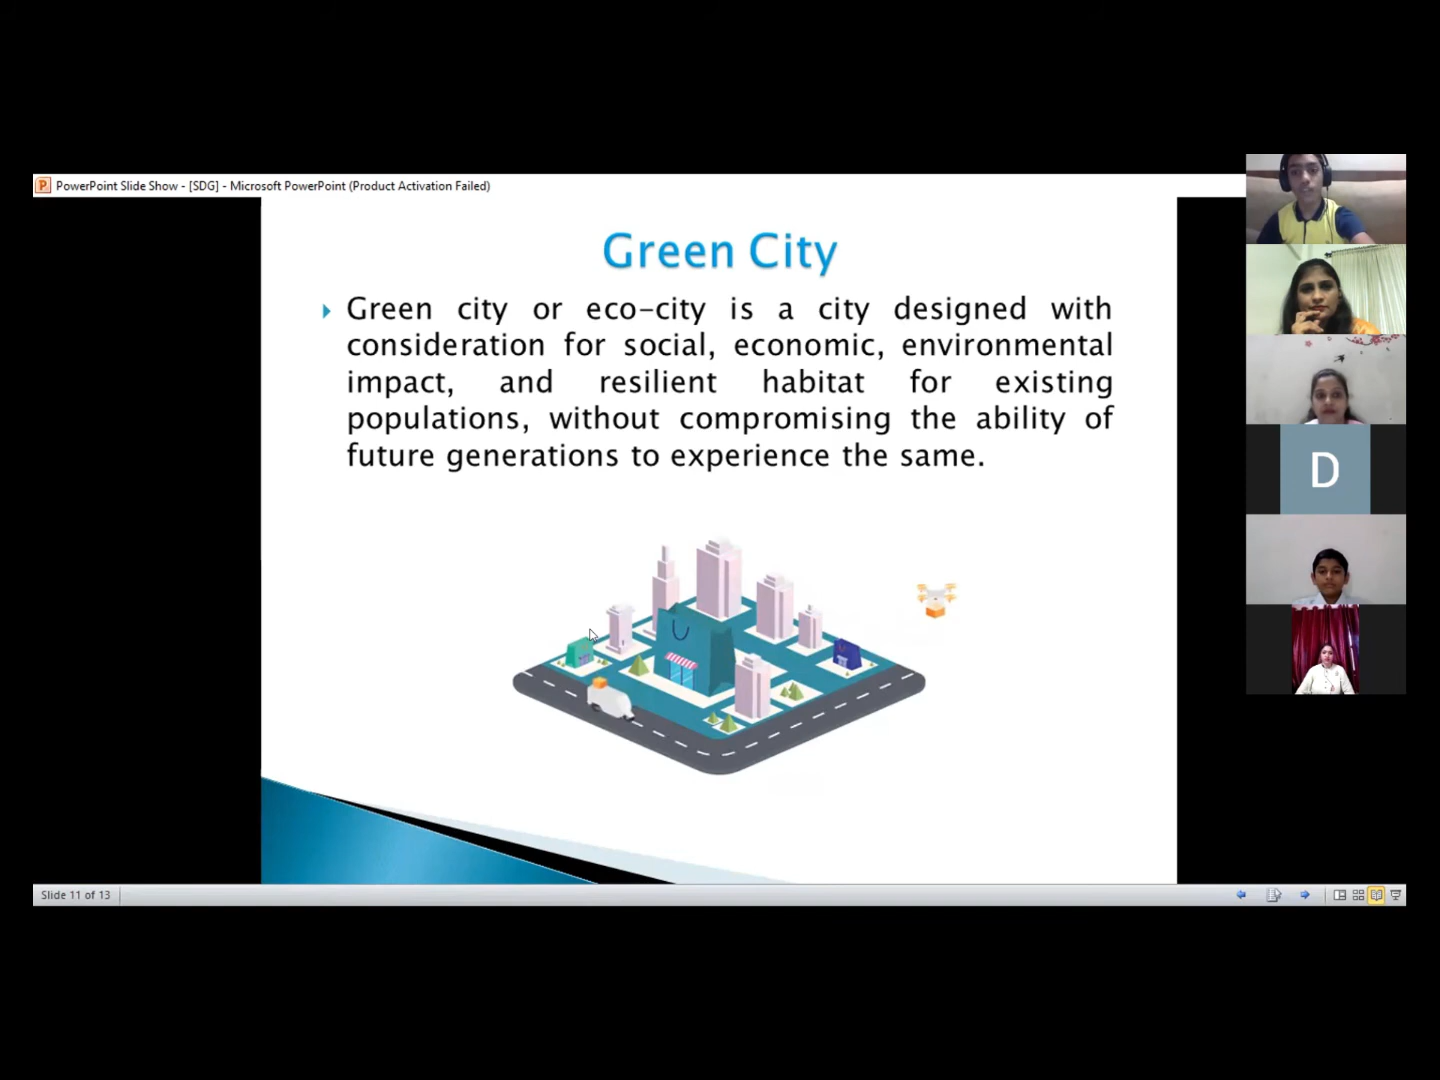 PowerPoint Slide Show - [SDG] - Microsoft PowerPoint (Product Activation Failed)
Green City
Green city or eco-city is a city designed with
consideration for social, economic, environmental
impact, and resilient habitat for existing
populations, without compromising the ability of
future generations to experience the same.
D
Slide 11 of 13